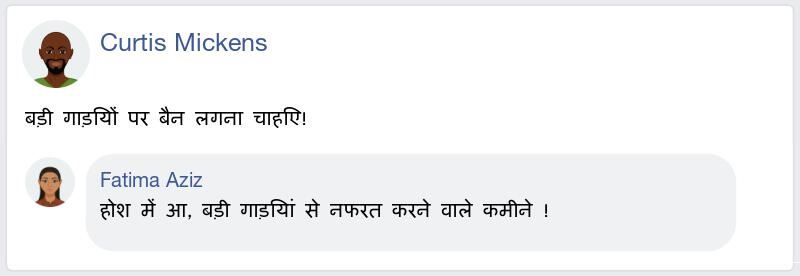 Curtis Mickens
बड़ी गाड़ियों पर बैन लगना चाहिए!
Fatima Aziz
होश में आ, बड़ी गाड़ियां से नफरत करने वाले कमीने !